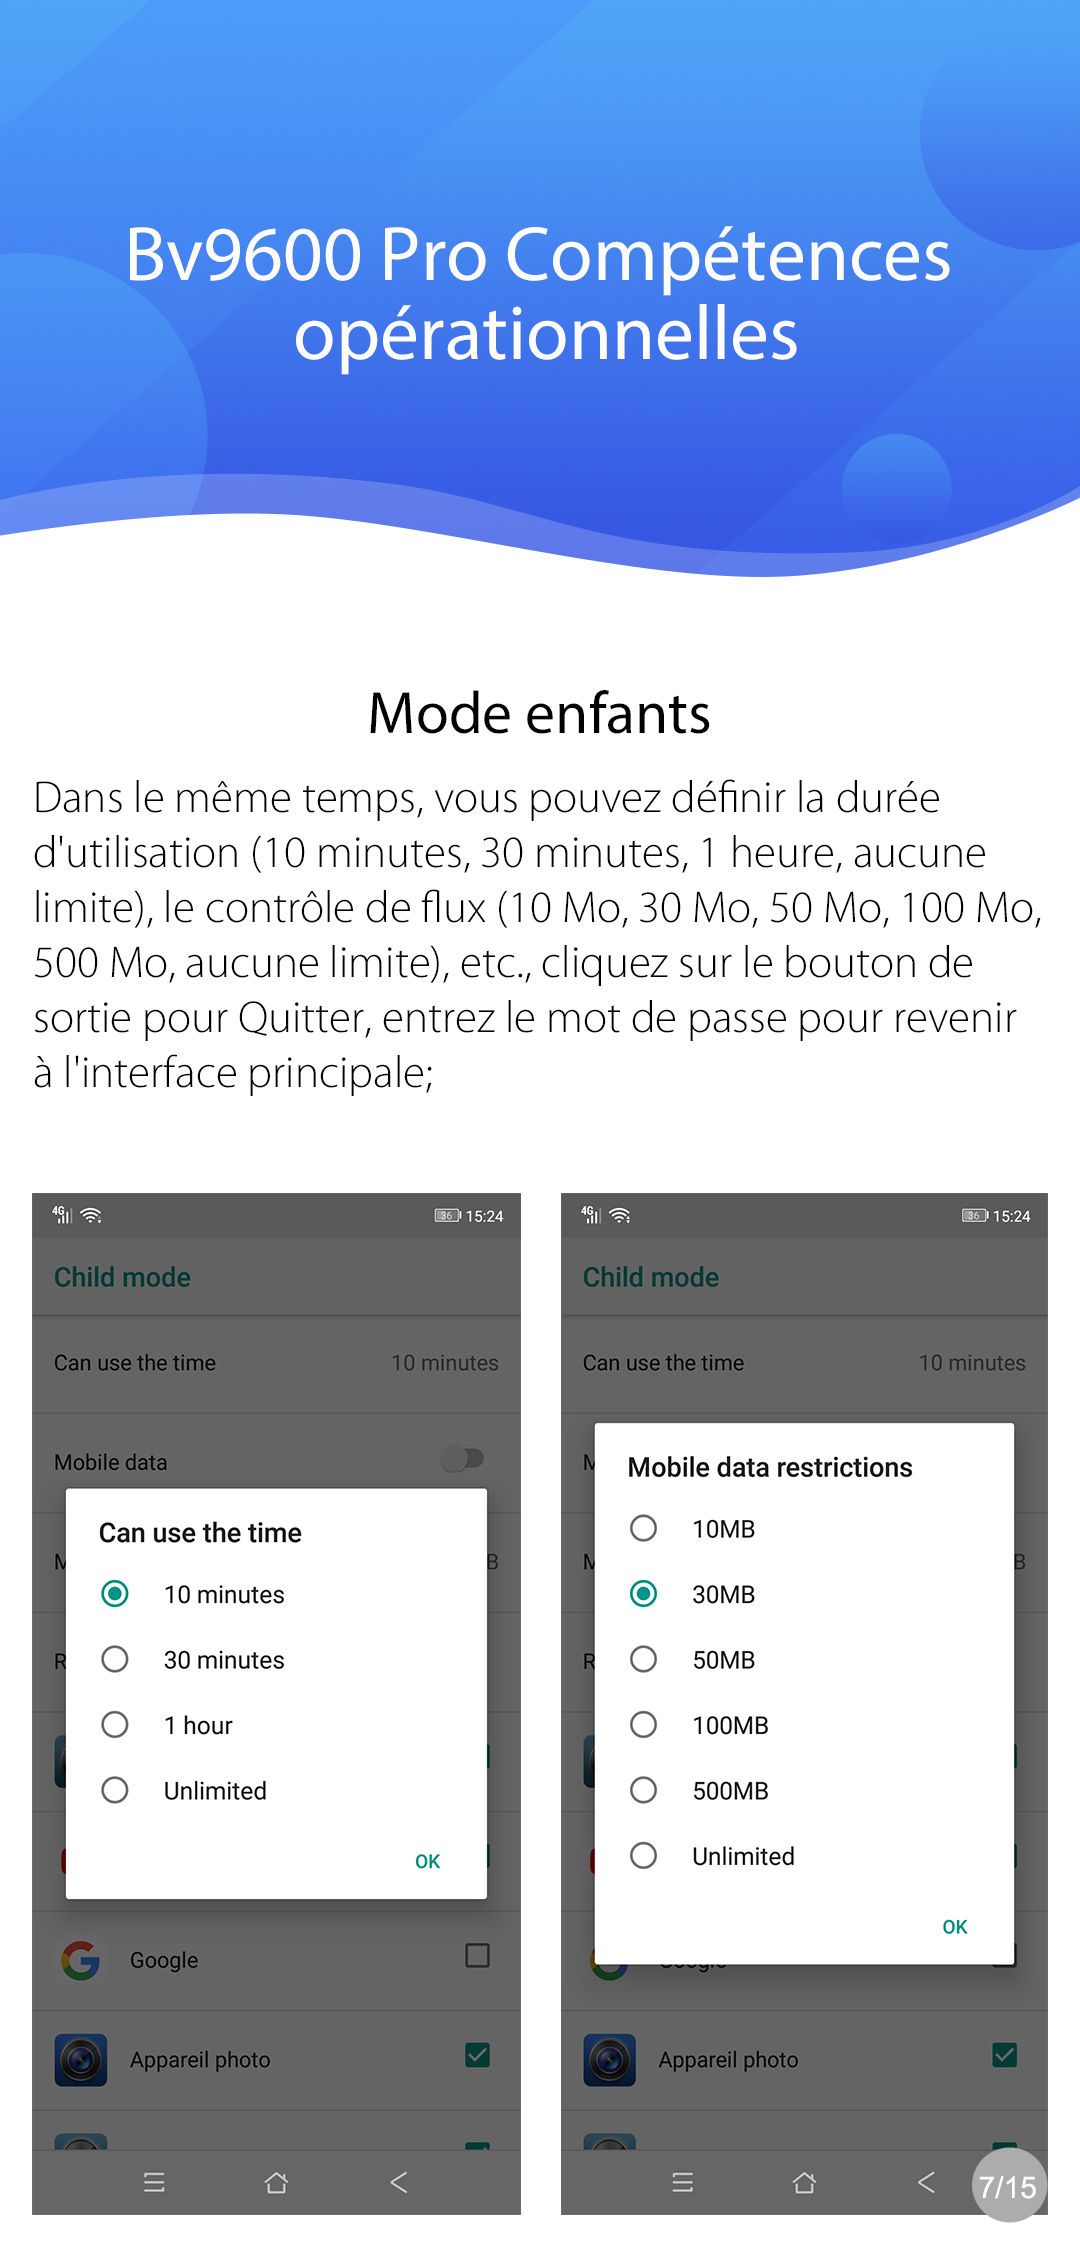 Bv9600 Pro Compétences
opérationnelles
Mode enfants
Dans le même temps, vous pouvez définir la durée
d'utilisation (10 minutes, 30 minutes, 1 heure, aucune
limite), le contrôle de flux (10 Mo, 30 Mo, 50 Mo, 100 Mo,
500 Mo, aucune limite), etc., cliquez sur le bouton de
sortie pour Quitter, entrez le mot de passe pour revenir
à l'interface principale;
4G 36 15:24
Child mode
Can use the time 10 minutes
Mobile data
M B
Can use the time
10 minutes
R
30 minutes
1 hour
Unlimited
OK
Google
Appareil photo
4G 36 15:24
Child mode
Can use the time 10 minutes
M
Mobile data restrictions
10MB
M B
30MB
R
50MB
100MB
500MB
Unlimited
OK
Google
Appareil photo
7/15